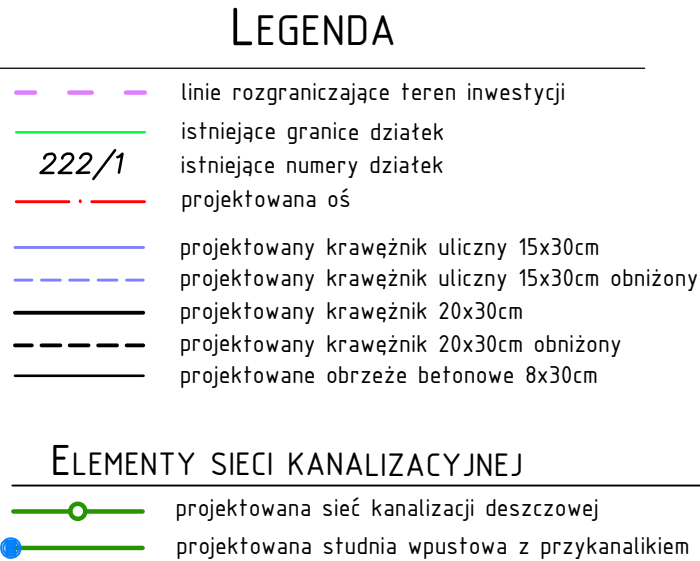 LEGENDA
linie rozgraniczające teren inwestycji
istniejące granice działek
222/1 istniejące numery działek
projektowana oś
projektowany krawężnik uliczny 15x30cm
projektowany krawężnik uliczny 15x30cm obniżony
projektowany krawężnik 20x30cm
projektowany krawężnik 20x30cm obniżony
projektowane obrzeże betonowe 8x30cm
ELEMENTY SIECI KANALIZACYJNEJ
projektowana sieć kanalizacji deszczowej
projektowana studnia wpustowa z przykanalikiem